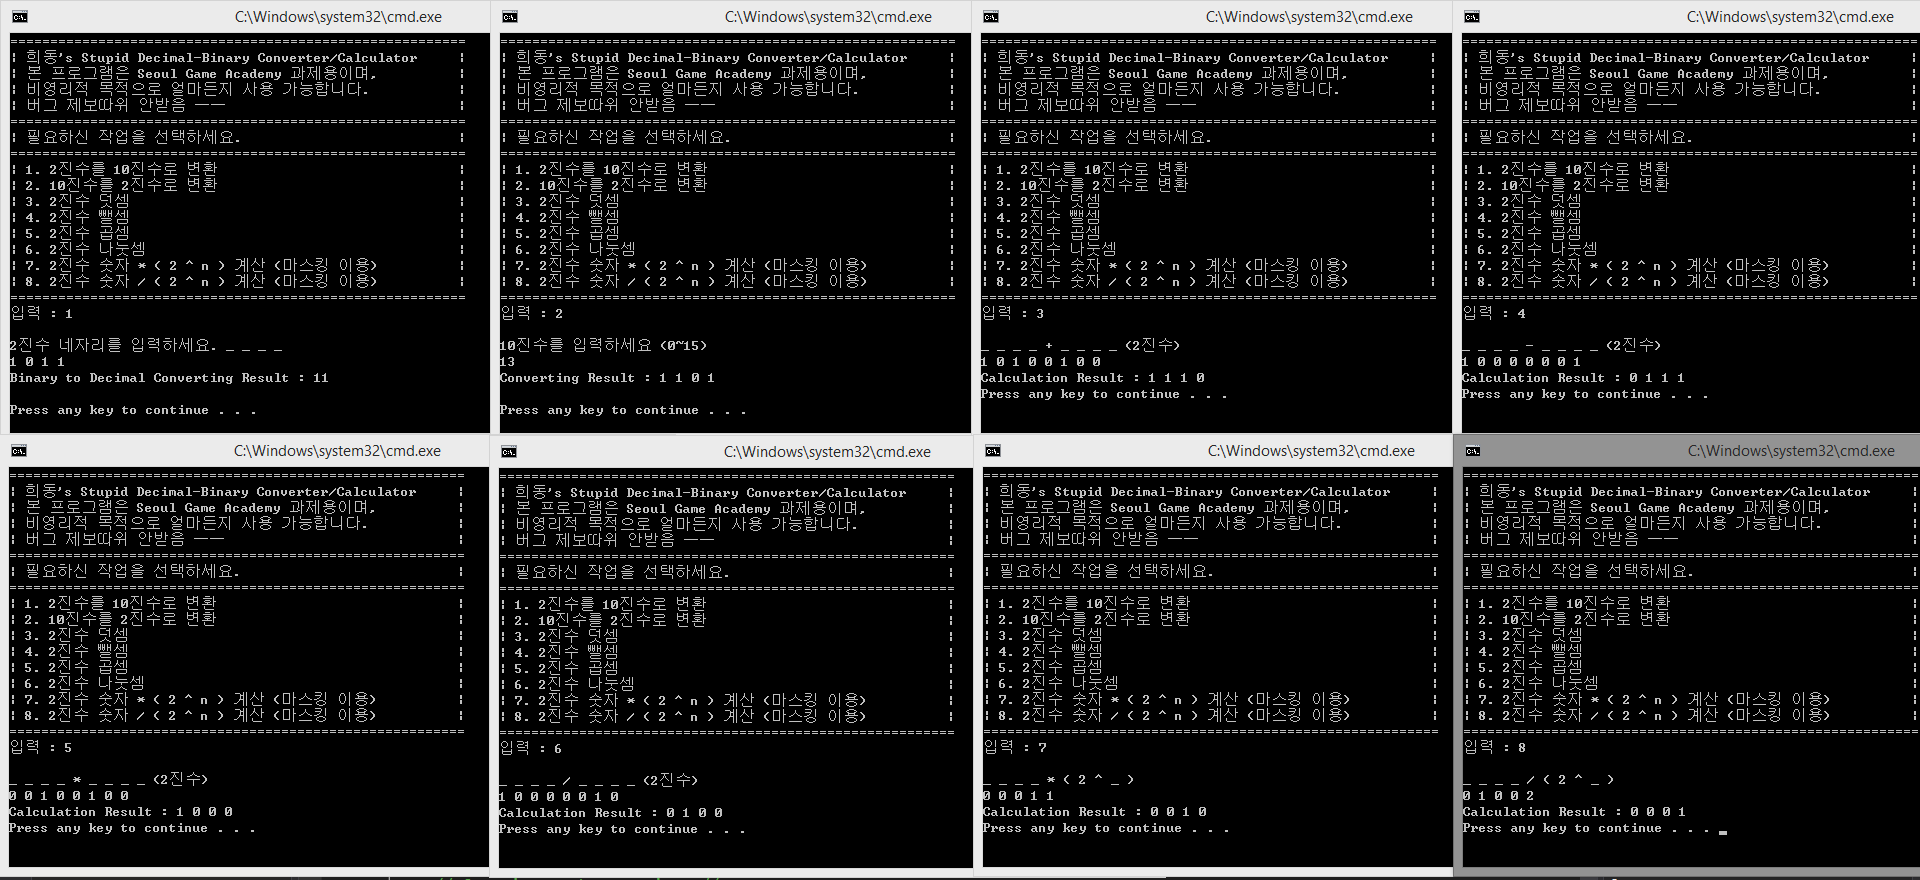 C:\Windows\system32\cmd.exe
================================================================
| 희동's Stupid Decimal-Binary Converter/Calculator |
| 본 프로그램은 Seoul Game Academy 과제용이며, |
| 비영리적 목적으로 얼마든지 사용 가능합니다. |
| 버그 제보따위 안받음 ㅡㅡ |
================================================================
| 필요하신 작업을 선택하세요. |
================================================================
| 1. 2진수를 10진수로 변환 |
| 2. 10진수를 2진수로 변환 |
| 3. 2진수 덧셈 |
| 4. 2진수 뺄셈 |
| 5. 2진수 곱셈 |
| 6. 2진수 나눗셈 |
| 7. 2진수 숫자 * ( 2 ^ n ) 계산 (마스킹 이용) |
| 8. 2진수 숫자 / ( 2 ^ n ) 계산 (마스킹 이용) |
================================================================
입력 : 1
2진수 네자리를 입력하세요. _ _ _ _
1 0 1 1
Binary to Decimal Converting Result : 11
Press any key to continue . . .
C:\Windows\system32\cmd.exe
================================================================
| 희동's Stupid Decimal-Binary Converter/Calculator |
| 본 프로그램은 Seoul Game Academy 과제용이며, |
| 비영리적 목적으로 얼마든지 사용 가능합니다. |
| 버그 제보따위 안받음 ㅡㅡ |
================================================================
| 필요하신 작업을 선택하세요. |
================================================================
| 1. 2진수를 10진수로 변환 |
| 2. 10진수를 2진수로 변환 |
| 3. 2진수 덧셈 |
| 4. 2진수 뺄셈 |
| 5. 2진수 곱셈 |
| 6. 2진수 나눗셈 |
| 7. 2진수 숫자 * ( 2 ^ n ) 계산 (마스킹 이용) |
| 8. 2진수 숫자 / ( 2 ^ n ) 계산 (마스킹 이용) |
================================================================
입력 : 2
10진수를 입력하세요 (0~15)
13
Converting Result : 1 1 0 1
Press any key to continue . . .
C:\Windows\system32\cmd.exe
================================================================
| 희동's Stupid Decimal-Binary Converter/Calculator |
| 본 프로그램은 Seoul Game Academy 과제용이며, |
| 비영리적 목적으로 얼마든지 사용 가능합니다. |
| 버그 제보따위 안받음 ㅡㅡ |
================================================================
| 필요하신 작업을 선택하세요. |
================================================================
| 1. 2진수를 10진수로 변환 |
| 2. 10진수를 2진수로 변환 |
| 3. 2진수 덧셈 |
| 4. 2진수 뺄셈 |
| 5. 2진수 곱셈 |
| 6. 2진수 나눗셈 |
| 7. 2진수 숫자 * ( 2 ^ n ) 계산 (마스킹 이용) |
| 8. 2진수 숫자 / ( 2 ^ n ) 계산 (마스킹 이용) |
================================================================
입력 : 3
_ _ _ _ + _ _ _ _ (2진수)
1 0 1 0 0 1 0 0
Calculation Result : 1 1 1 0
Press any key to continue . . .
C:\Windows\system32\cmd.exe
================================================================
| 희동's Stupid Decimal-Binary Converter/Calculator |
| 본 프로그램은 Seoul Game Academy 과제용이며, |
| 비영리적 목적으로 얼마든지 사용 가능합니다. |
| 버그 제보따위 안받음 ㅡㅡ |
================================================================
| 필요하신 작업을 선택하세요. |
================================================================
| 1. 2진수를 10진수로 변환 |
| 2. 10진수를 2진수로 변환 |
| 3. 2진수 덧셈 |
| 4. 2진수 뺄셈 |
| 5. 2진수 곱셈 |
| 6. 2진수 나눗셈 |
| 7. 2진수 숫자 * ( 2 ^ n ) 계산 (마스킹 이용) |
| 8. 2진수 숫자 / ( 2 ^ n ) 계산 (마스킹 이용) |
================================================================
입력 : 4
_ _ _ _ - _ _ _ _ (2진수)
1 0 0 0 0 0 0 1
Calculation Result : 0 1 1 1
Press any key to continue . . .
C:\Windows\system32\cmd.exe
================================================================
| 희동's Stupid Decimal-Binary Converter/Calculator |
| 본 프로그램은 Seoul Game Academy 과제용이며, |
| 비영리적 목적으로 얼마든지 사용 가능합니다. |
| 버그 제보따위 안받음 ㅡㅡ |
================================================================
| 필요하신 작업을 선택하세요. |
================================================================
| 1. 2진수를 10진수로 변환 |
| 2. 10진수를 2진수로 변환 |
| 3. 2진수 덧셈 |
| 4. 2진수 뺄셈 |
| 5. 2진수 곱셈 |
| 6. 2진수 나눗셈 |
| 7. 2진수 숫자 * ( 2 ^ n ) 계산 (마스킹 이용) |
| 8. 2진수 숫자 / ( 2 ^ n ) 계산 (마스킹 이용) |
================================================================
입력 : 5
_ _ _ _ * _ _ _ _ (2진수)
0 0 1 0 0 1 0 0
Calculation Result : 1 0 0 0
Press any key to continue . . .
C:\Windows\system32\cmd.exe
================================================================
| 희동's Stupid Decimal-Binary Converter/Calculator |
| 본 프로그램은 Seoul Game Academy 과제용이며, |
| 비영리적 목적으로 얼마든지 사용 가능합니다. |
| 버그 제보따위 안받음 ㅡㅡ |
================================================================
| 필요하신 작업을 선택하세요. |
================================================================
| 1. 2진수를 10진수로 변환 |
| 2. 10진수를 2진수로 변환 |
| 3. 2진수 덧셈 |
| 4. 2진수 뺄셈 |
| 5. 2진수 곱셈 |
| 6. 2진수 나눗셈 |
| 7. 2진수 숫자 * ( 2 ^ n ) 계산 (마스킹 이용) |
| 8. 2진수 숫자 / ( 2 ^ n ) 계산 (마스킹 이용) |
================================================================
입력 : 6
_ _ _ _ / _ _ _ _ (2진수)
1 0 0 0 0 0 1 0
Calculation Result : 0 1 0 0
Press any key to continue . . .
C:\Windows\system32\cmd.exe
================================================================
| 희동's Stupid Decimal-Binary Converter/Calculator |
| 본 프로그램은 Seoul Game Academy 과제용이며, |
| 비영리적 목적으로 얼마든지 사용 가능합니다. |
| 버그 제보따위 안받음 ㅡㅡ |
================================================================
| 필요하신 작업을 선택하세요. |
================================================================
| 1. 2진수를 10진수로 변환 |
| 2. 10진수를 2진수로 변환 |
| 3. 2진수 덧셈 |
| 4. 2진수 뺄셈 |
| 5. 2진수 곱셈 |
| 6. 2진수 나눗셈 |
| 7. 2진수 숫자 * ( 2 ^ n ) 계산 (마스킹 이용) |
| 8. 2진수 숫자 / ( 2 ^ n ) 계산 (마스킹 이용) |
================================================================
입력 : 7
_ _ _ _ * ( 2 ^ _ )
0 0 0 1 1
Calculation Result : 0 0 1 0
Press any key to continue . . .
C:\Windows\system32\cmd.exe
================================================================
| 희동's Stupid Decimal-Binary Converter/Calculator |
| 본 프로그램은 Seoul Game Academy 과제용이며, |
| 비영리적 목적으로 얼마든지 사용 가능합니다. |
| 버그 제보따위 안받음 ㅡㅡ |
================================================================
| 필요하신 작업을 선택하세요. |
================================================================
| 1. 2진수를 10진수로 변환 |
| 2. 10진수를 2진수로 변환 |
| 3. 2진수 덧셈 |
| 4. 2진수 뺄셈 |
| 5. 2진수 곱셈 |
| 6. 2진수 나눗셈 |
| 7. 2진수 숫자 * ( 2 ^ n ) 계산 (마스킹 이용) |
| 8. 2진수 숫자 / ( 2 ^ n ) 계산 (마스킹 이용) |
================================================================
입력 : 8
_ _ _ _ / ( 2 ^ _ )
0 1 0 0 2
Calculation Result : 0 0 0 1
Press any key to continue . . . _